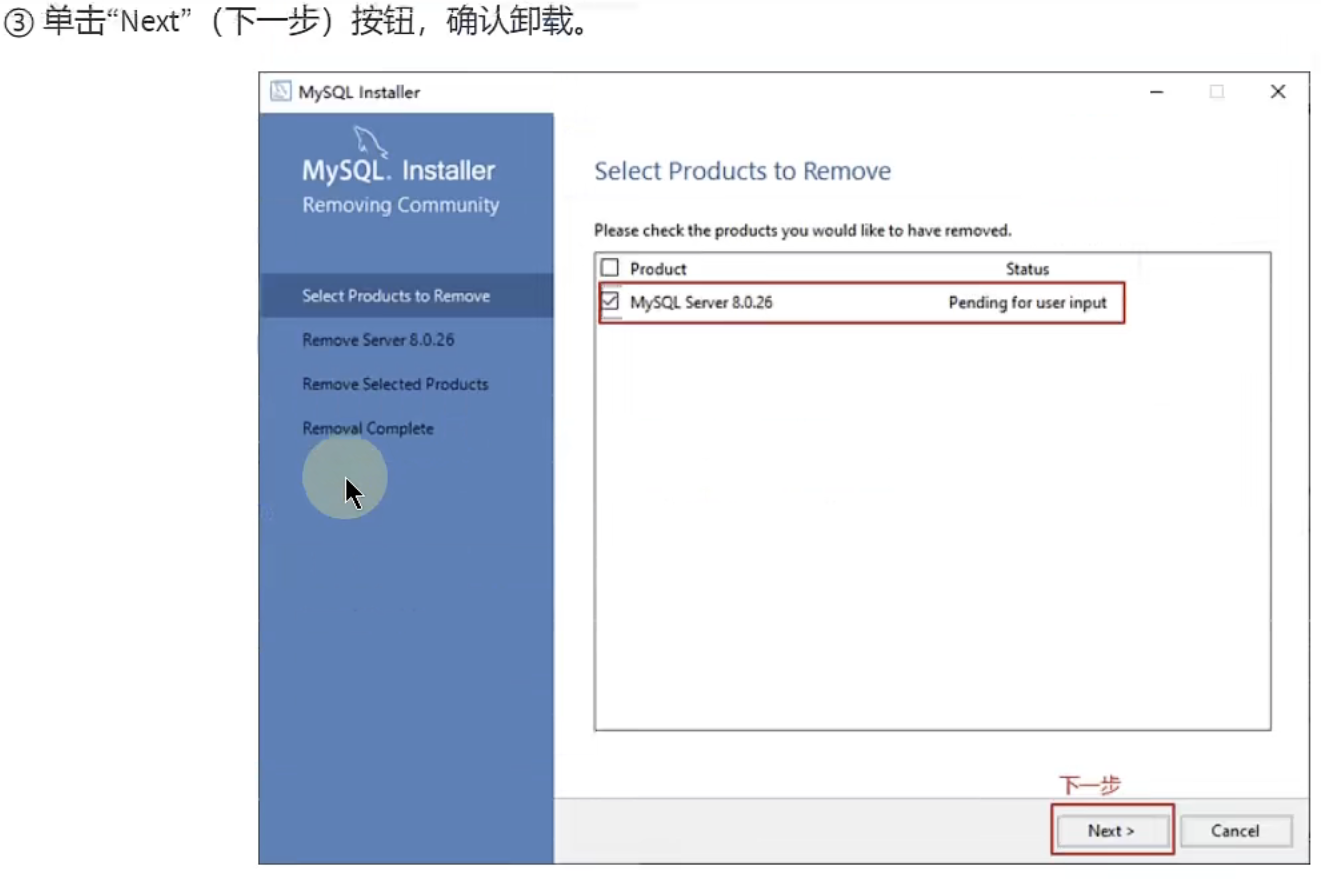 ③ 单击“Next”（下一步）按钮，确认卸载。
MySQL Installer
MySQL. Installer
Removing Community
Select Products to Remove
Remove Server 8.0.26
Remove Selected Products
Removal Complete
Select Products to Remove
Please check the products you would like to have removed.
Product Status
MySQL Server 8.0.26 Pending for user input
下一步
Next > Cancel